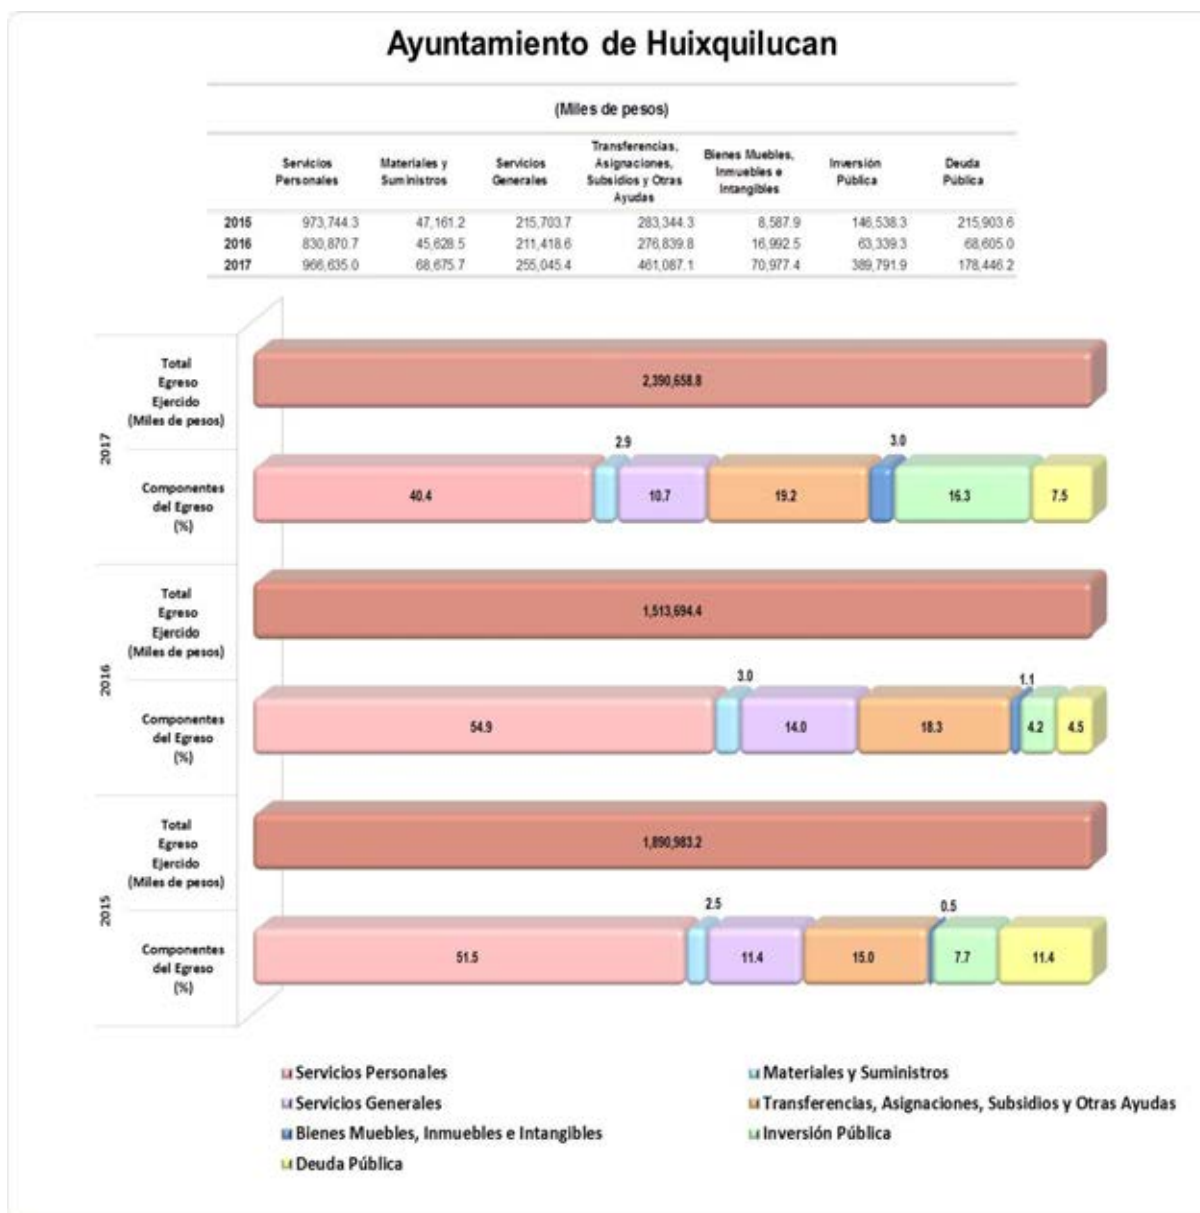 Ayuntamiento de Huixquilucan
(Miles de pesos)
Servicios Personales Materiales y Suministros Servicios Generales Transferencias, Asignaciones, Subsidios y Otras Ayudas Bienes Muebles, Inmuebles e Intangibles Inversión Pública Deuda Pública
2015 973,744.3 47,161.2 215,703.7 283,344.3 8,587.9 146,538.3 215,903.6
2016 830,870.7 45,628.5 211,418.6 276,839.8 16,992.5 63,339.3 68,605.0
2017 966,635.0 68,675.7 255,045.4 461,087.1 70,977.4 389,791.9 178,446.2
2017
Total
Egreso
Ejercido
(Miles de pesos)
2,390,658.8
Componentes
del Egreso
(%)
40.4 2.9 10.7 19.2 3.0 16.3 7.5
2016
Total
Egreso
Ejercido
(Miles de pesos)
1,513,694.4
Componentes
del Egreso
(%)
54.9 3.0 14.0 18.3 1.1 4.2 4.5
2015
Total
Egreso
Ejercido
(Miles de pesos)
1,890,983.2
Componentes
del Egreso
(%)
51.5 2.5 11.4 15.0 0.5 7.7 11.4
Servicios Personales Materiales y Suministros
Servicios Generales Transferencias, Asignaciones, Subsidios y Otras Ayudas
Bienes Muebles, Inmuebles e Intangibles Inversión Pública
Deuda Pública